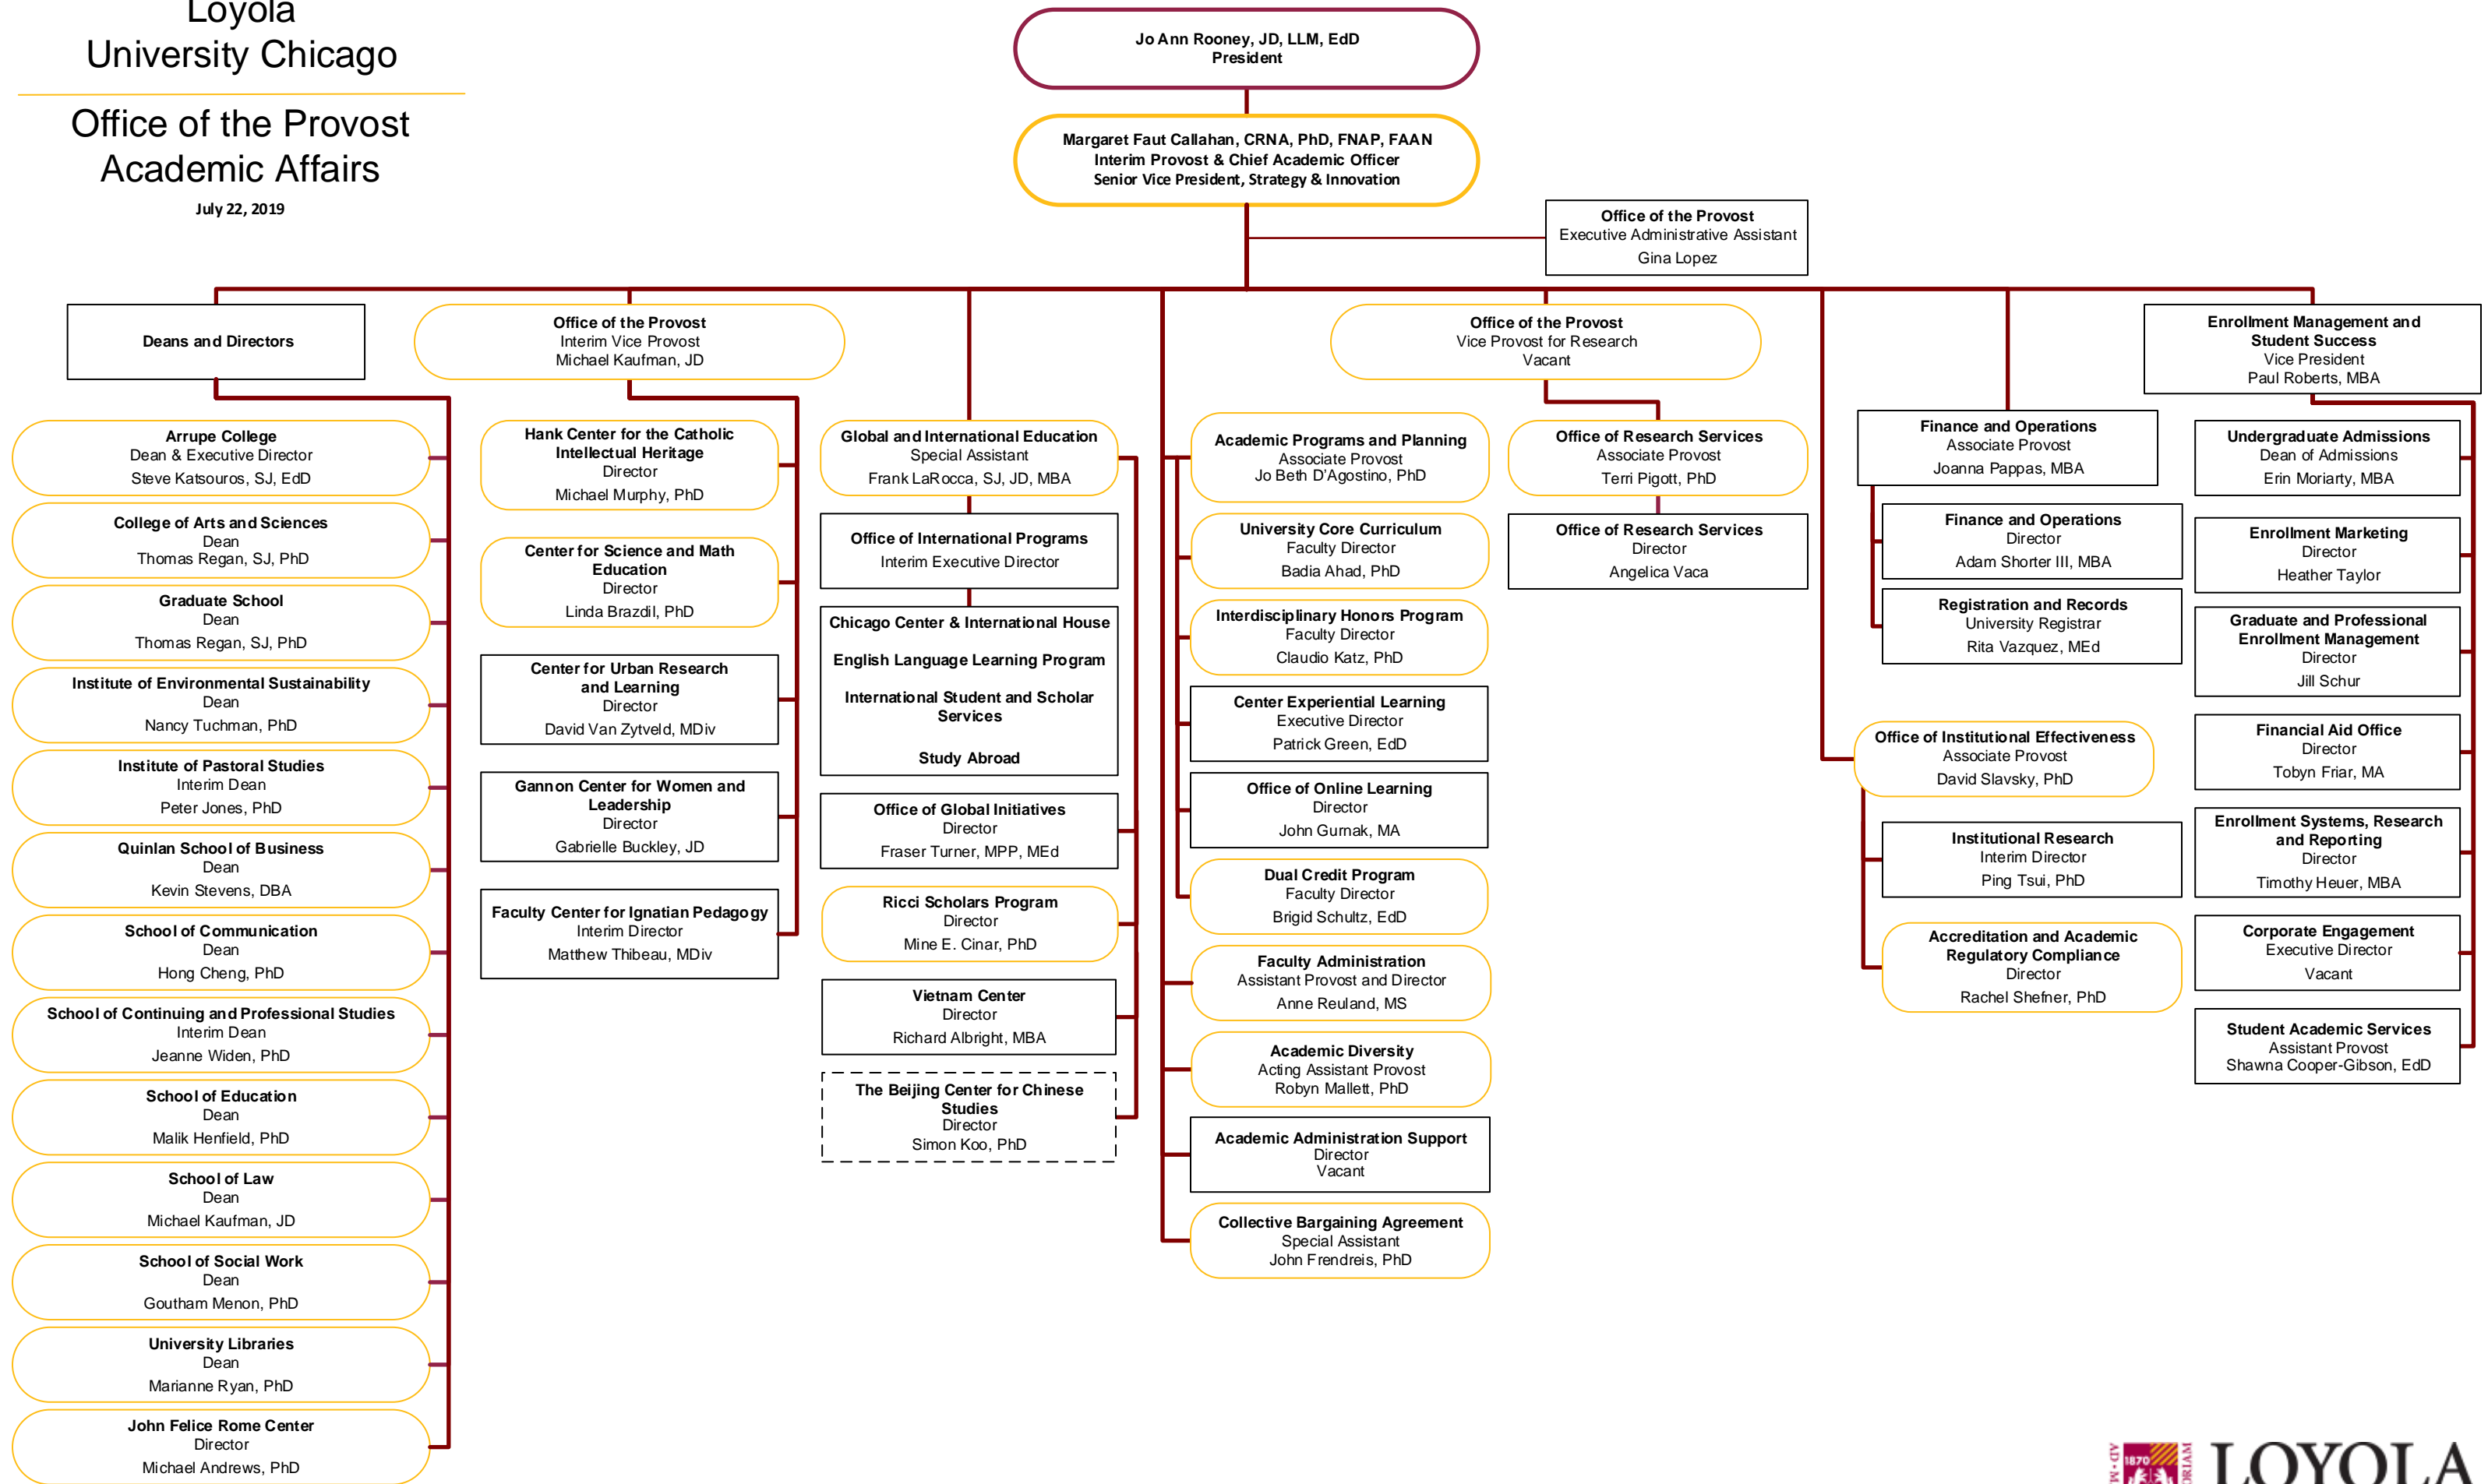 Loyola
University Chicago
Office of the Provost
Academic Affairs
July 22, 2019
Jo Ann Rooney, JD, LLM, EdD
President
Margaret Faut Callahan, CRNA, PhD, FNAP, FAAN
Interim Provost & Chief Academic Officer
Senior Vice President, Strategy & Innovation
Office of the Provost
Executive Administrative Assistant
Gina Lopez
Deans and Directors
Arrupe College
Dean & Executive Director
Steve Katsouros, SJ, EdD
College of Arts and Sciences
Dean
Thomas Regan, SJ, PhD
Graduate School
Dean
Thomas Regan, SJ, PhD
Institute of Environmental Sustainability
Dean
Nancy Tuchman, PhD
Institute of Pastoral Studies
Interim Dean
Peter Jones, PhD
Quinlan School of Business
Dean
Kevin Stevens, DBA
School of Communication
Dean
Hong Cheng, PhD
School of Continuing and Professional Studies
Interim Dean
Jeanne Widen, PhD
School of Education
Dean
Malik Henfield, PhD
School of Law
Dean
Michael Kaufman, JD
School of Social Work
Dean
Goutham Menon, PhD
University Libraries
Dean
Marianne Ryan, PhD
John Felice Rome Center
Director
Michael Andrews, PhD
Office of the Provost
Interim Vice Provost
Michael Kaufman, JD
Hank Center for the Catholic
Intellectual Heritage
Director
Michael Murphy, PhD
Center for Science and Math
Education
Director
Linda Brazdil, PhD
Center for Urban Research
and Learning
Director
David Van Zytveld, MDiv
Gannon Center for Women and
Leadership
Director
Gabrielle Buckley, JD
Faculty Center for Ignatian Pedagogy
Interim Director
Matthew Thibeau, MDiv
Global and International Education
Special Assistant
Frank LaRocca, SJ, JD, MBA
Office of International Programs
Interim Executive Director
Chicago Center & International House
English Language Learning Program
International Student and Scholar
Services
Study Abroad
Office of Global Initiatives
Director
Fraser Turner, MPP, MEd
Ricci Scholars Program
Director
Mine E. Cinar, PhD
Vietnam Center
Director
Richard Albright, MBA
The Beijing Center for Chinese
Studies
Director
Simon Koo, PhD
Academic Programs and Planning
Associate Provost
Jo Beth D'Agostino, PhD
University Core Curriculum
Faculty Director
Badia Ahad, PhD
Interdisciplinary Honors Program
Faculty Director
Claudio Katz, PhD
Center Experiential Learning
Executive Director
Patrick Green, EdD
Office of Online Learning
Director
John Gurnak, MA
Dual Credit Program
Faculty Director
Brigid Schultz, EdD
Faculty Administration
Assistant Provost and Director
Anne Reuland, MS
Academic Diversity
Acting Assistant Provost
Robyn Mallett, PhD
Academic Administration Support
Director
Vacant
Collective Bargaining Agreement
Special Assistant
John Frendreis, PhD
Office of the Provost
Vice Provost for Research
Vacant
Office of Research Services
Associate Provost
Terri Pigott, PhD
Office of Research Services
Director
Angelica Vaca
Finance and Operations
Associate Provost
Joanna Pappas, MBA
Finance and Operations
Director
Adam Shorter III, MBA
Registration and Records
University Registrar
Rita Vazquez, MEd
Office of Institutional Effectiveness
Associate Provost
David Slavsky, PhD
Institutional Research
Interim Director
Ping Tsui, PhD
Accreditation and Academic
Regulatory Compliance
Director
Rachel Shefner, PhD
Enrollment Management and
Student Success
Vice President
Paul Roberts, MBA
Undergraduate Admissions
Dean of Admissions
Erin Moriarty, MBA
Enrollment Marketing
Director
Heather Taylor
Graduate and Professional
Enrollment Management
Director
Jill Schur
Financial Aid Office
Director
Tobyn Friar, MA
Enrollment Systems, Research
and Reporting
Director
Timothy Heuer, MBA
Corporate Engagement
Executive Director
Vacant
Student Academic Services
Assistant Provost
Shawna Cooper-Gibson, EdD
1870
LOYOLA